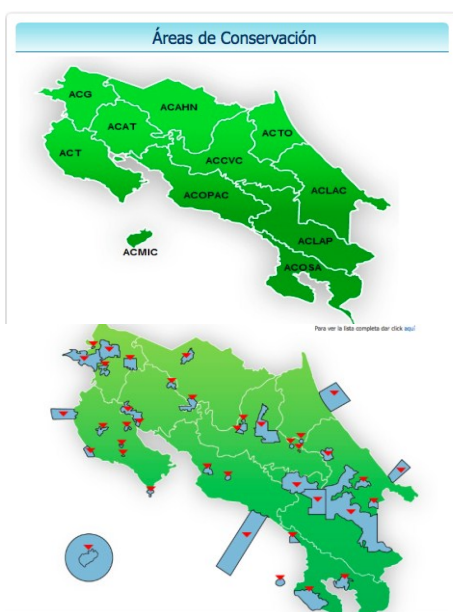 Áreas de Conservación
ACG
ACAHN
ACAT
ACTO
ACT
ACCVC
ACOPAC
ACLAC
ACLAP
ACMIC
ACOSA
Para ver la lista completa dar click aquí